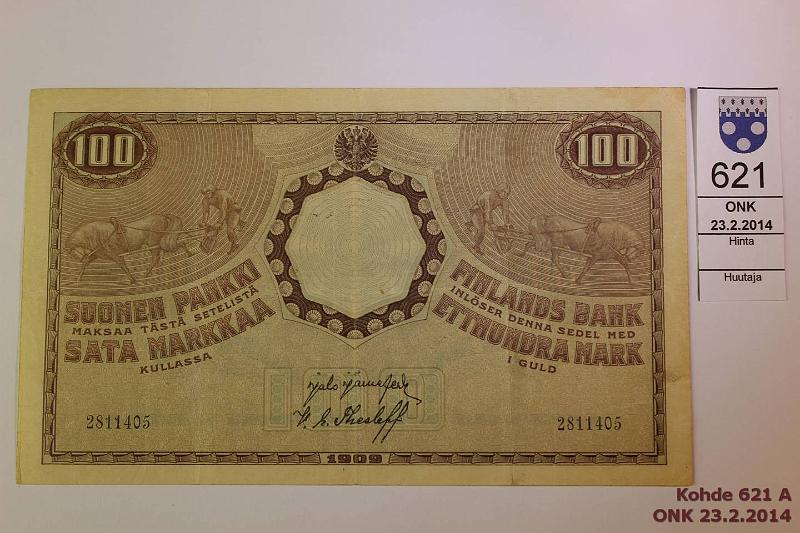 100
100
SUOMEN PANKKI
MAKSAA TÄSTÄ SETELISTÄ
SATA MARKKAA
KULLASSA
FINLANDS BANK
INLÖSER DENNA SEDEL MED
ETTHUNDRA MARK
I GULD
100
2811405
2811405
1909
621
ONK
23.2.2014
Hinta
Huutaja
Kohde 621 A
ONK 23.2.2014